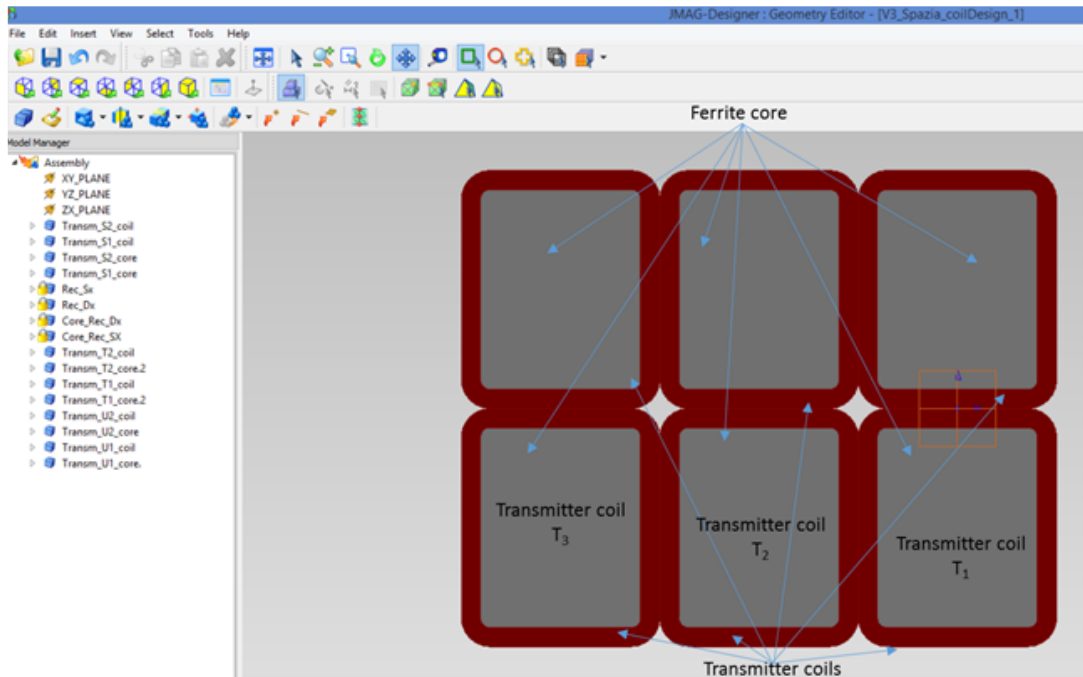 JMAG-Designer : Geometry Editor - [V3_Spazia_coilDesign_1]
File Edit Insert View Select Tools Help
Model Manager
Assembly
XY_PLANE
YZ_PLANE
ZX_PLANE
Transm_S2_coil
Transm_S1_coil
Transm_S2_core
Transm_S1_core
Rec_Sx
Rec_Dx
Core_Rec_Dx
Core_Rec_SX
Transm_T2_coil
Transm_T2_core.2
Transm_T1_coil
Transm_T1_core.2
Transm_U2_coil
Transm_U2_core
Transm_U1_coil
Transm_U1_core.
Ferrite core
Transmitter coil
T3
Transmitter coil
T2
Transmitter coil
T1
Transmitter coils